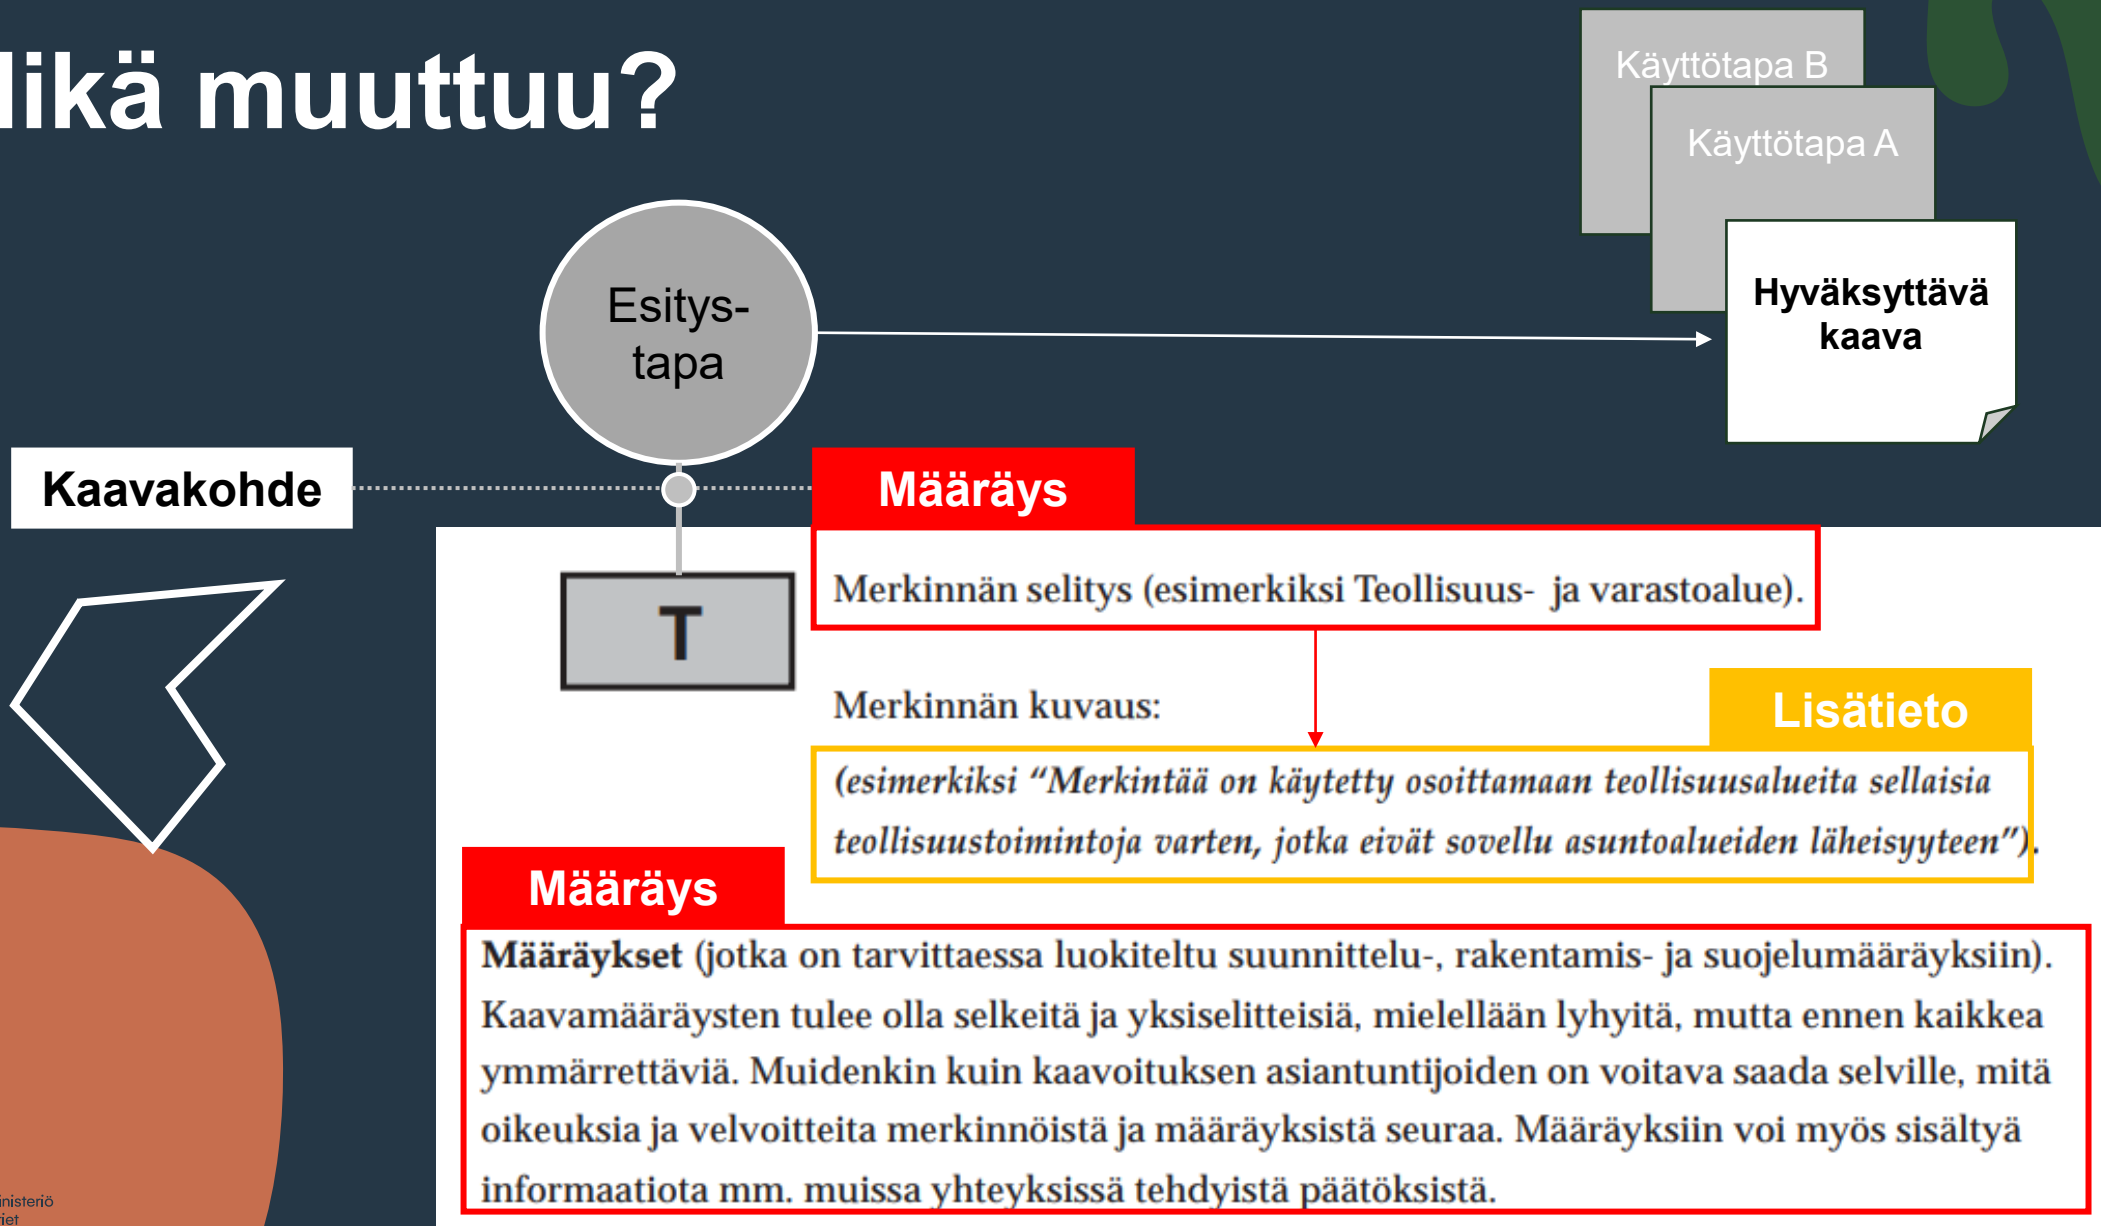 likä muuttuu?
Käyttötapa B
Käyttötapa A
Hyväksyttävä
kaava
Esitys-
tapa
Kaavakohde
Määräys
T
Merkinnän selitys (esimerkiksi Teollisuus- ja varastoalue).
Merkinnän kuvaus:
Lisätieto
(esimerkiksi “Merkintää on käytetty osoittamaan teollisuusalueita sellaisia
teollisuustoimintoja varten, jotka eivät sovellu asuntoalueiden läheisyyteen”).
Määräys
Määräykset (jotka on tarvittaessa luokiteltu suunnittelu-, rakentamis- ja suojelumääräyksiin).
Kaavamääräysten tulee olla selkeitä ja yksiselitteisiä, mielellään lyhyitä, mutta ennen kaikkea
ymmärrettäviä. Muidenkin kuin kaavoituksen asiantuntijoiden on voitava saada selville, mitä
oikeuksia ja velvoitteita merkinnöistä ja määräyksistä seuraa. Määräyksiin voi myös sisältyä
informaatiota mm. muissa yhteyksissä tehdyistä päätöksistä.
nisteriö